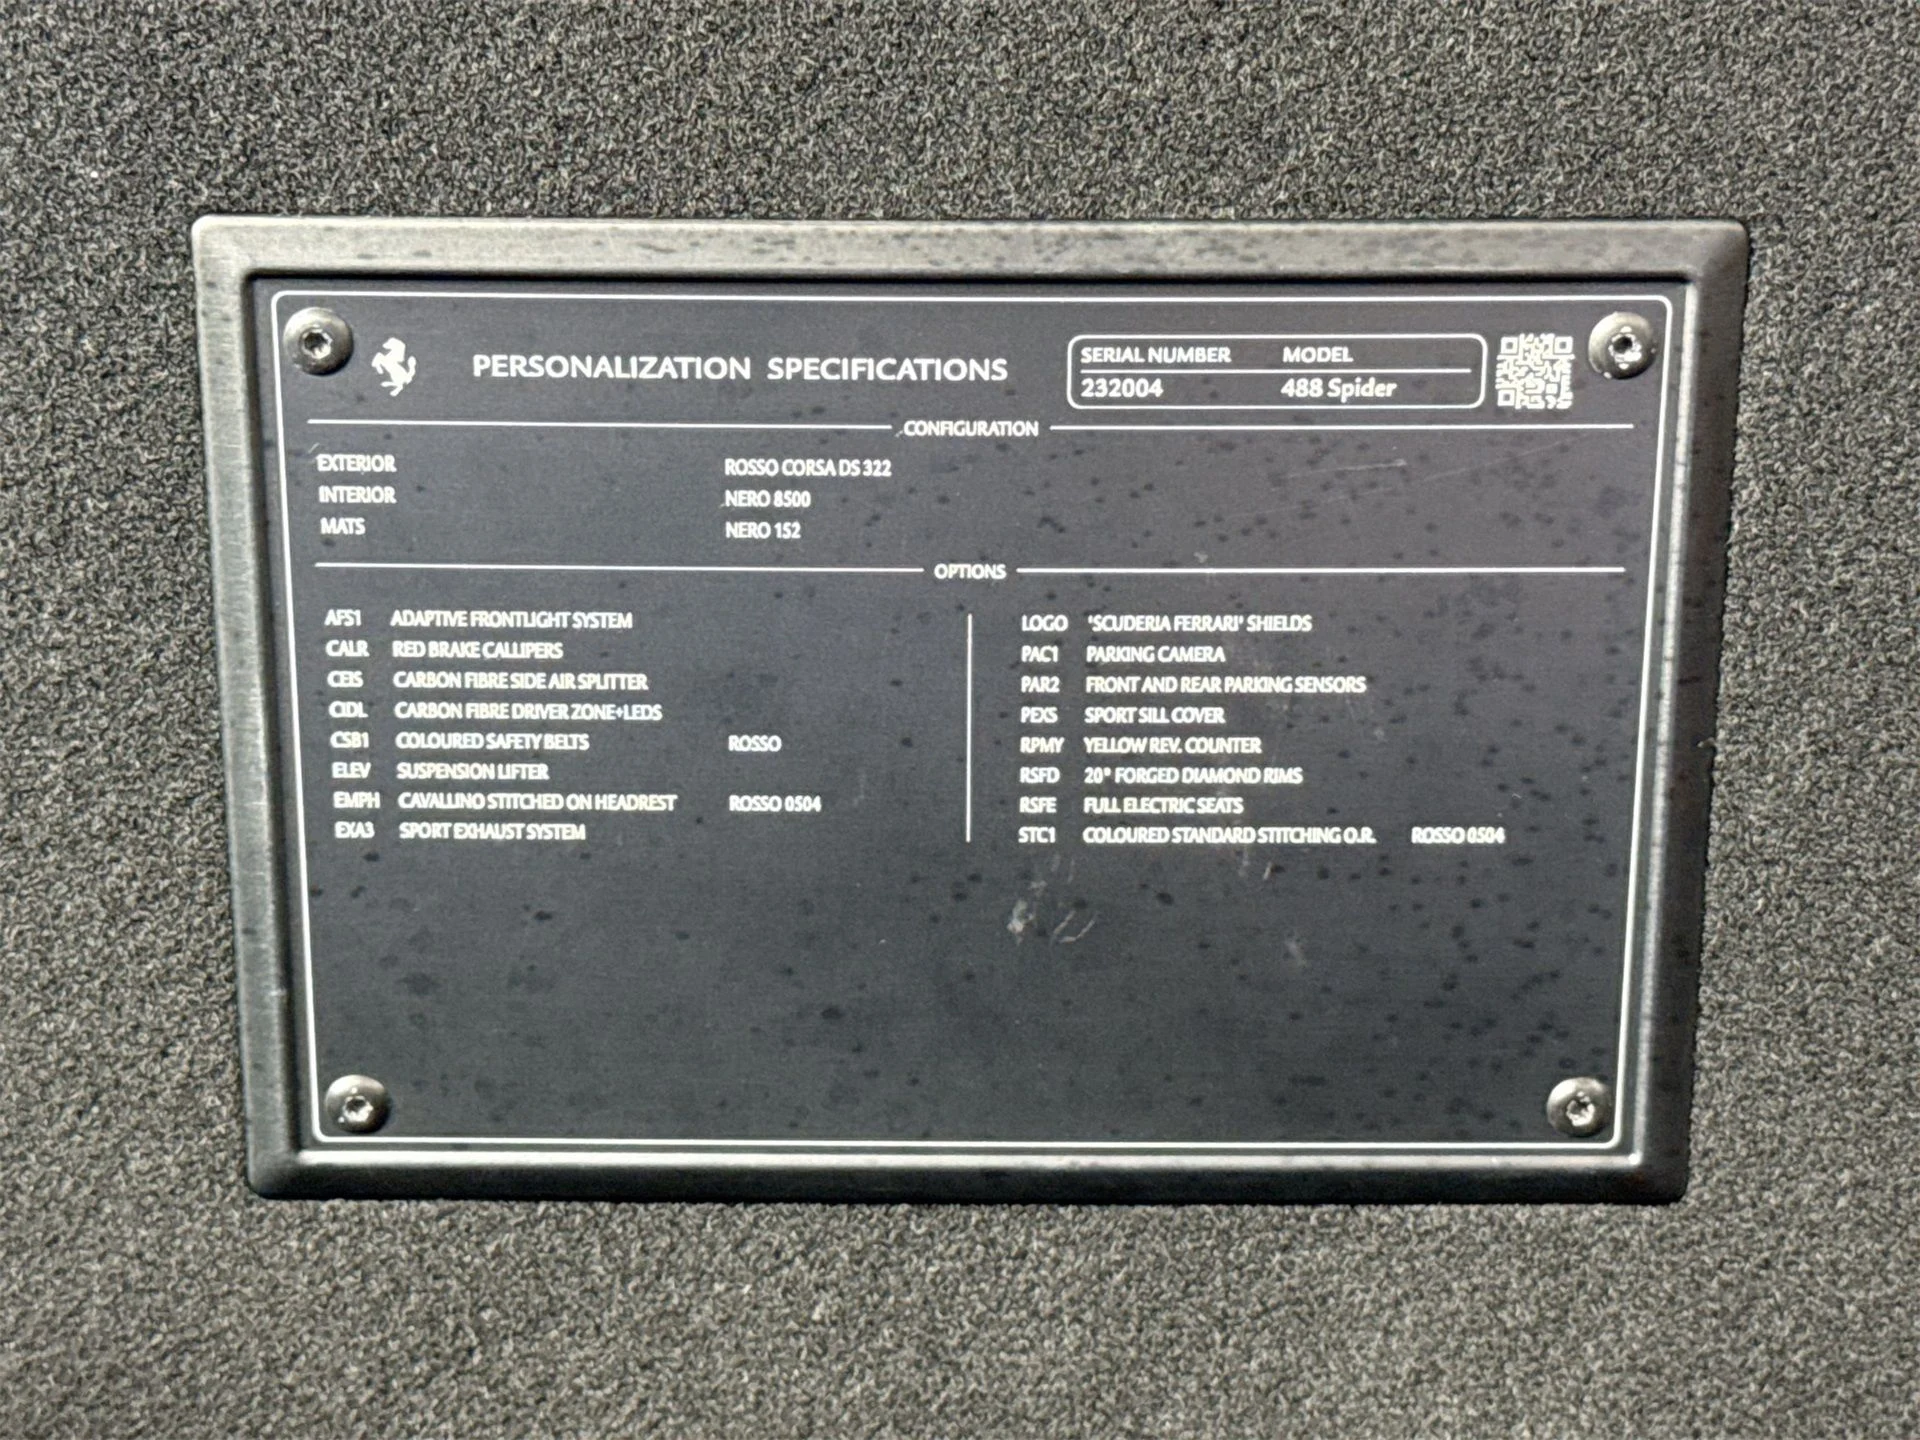 PERSONALIZATION SPECIFICATIONS
SERIAL NUMBER MODEL
232004 488 Spider
CONFIGURATION
EXTERIOR ROSSO CORSA DS 322
INTERIOR NERO 8500
MATS NERO 152
OPTIONS
AFS1 ADAPTIVE FRONTLIGHT SYSTEM
CALR RED BRAKE CALLIPERS
CEIS CARBON FIBRE SIDE AIR SPLITTER
CIDL CARBON FIBRE DRIVER ZONE+LEDS
CSB1 COLOURED SAFETY BELTS ROSSO
ELEV SUSPENSION LIFTER
EMPH CAVALLINO STITCHED ON HEADREST ROSSO 0504
EXA3 SPORT EXHAUST SYSTEM
LOGO 'SCUDERIA FERRARI' SHIELDS
PAC1 PARKING CAMERA
PAR2 FRONT AND REAR PARKING SENSORS
PEXS SPORT SILL COVER
RPMY YELLOW REV. COUNTER
RSFD 20" FORGED DIAMOND RIMS
RSFE FULL ELECTRIC SEATS
STC1 COLOURED STANDARD STITCHING O.R. ROSSO 0504